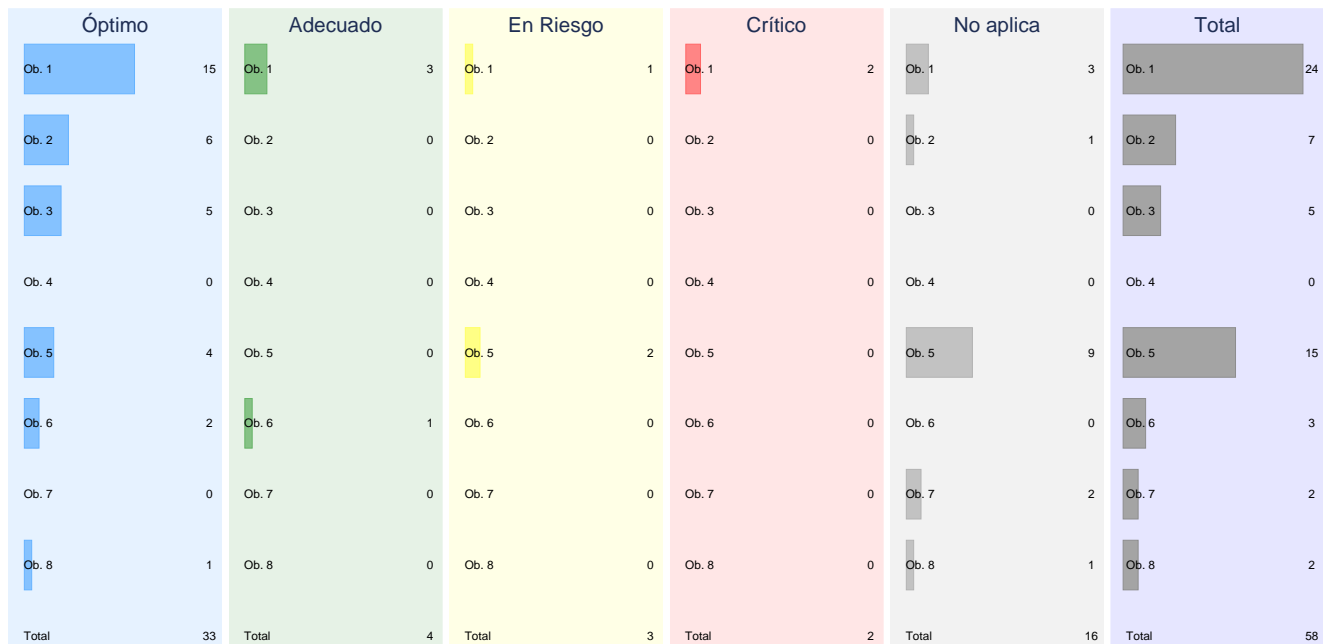 Óptimo Adecuado En Riesgo Crítico No aplica Total
Ob. 1 15 Ob. 1 3 Ob. 1 1 Ob. 1 2 Ob. 1 3 Ob. 1 24
Ob. 2 6 Ob. 2 0 Ob. 2 0 Ob. 2 0 Ob. 2 1 Ob. 2 7
Ob. 3 5 Ob. 3 0 Ob. 3 0 Ob. 3 0 Ob. 3 0 Ob. 3 5
Ob. 4 0 Ob. 4 0 Ob. 4 0 Ob. 4 0 Ob. 4 0 Ob. 4 0
Ob. 5 4 Ob. 5 0 Ob. 5 2 Ob. 5 0 Ob. 5 9 Ob. 5 15
Ob. 6 2 Ob. 6 1 Ob. 6 0 Ob. 6 0 Ob. 6 0 Ob. 6 3
Ob. 7 0 Ob. 7 0 Ob. 7 0 Ob. 7 0 Ob. 7 2 Ob. 7 2
Ob. 8 1 Ob. 8 0 Ob. 8 0 Ob. 8 0 Ob. 8 1 Ob. 8 2
Total 33 Total 4 Total 3 Total 2 Total 16 Total 58